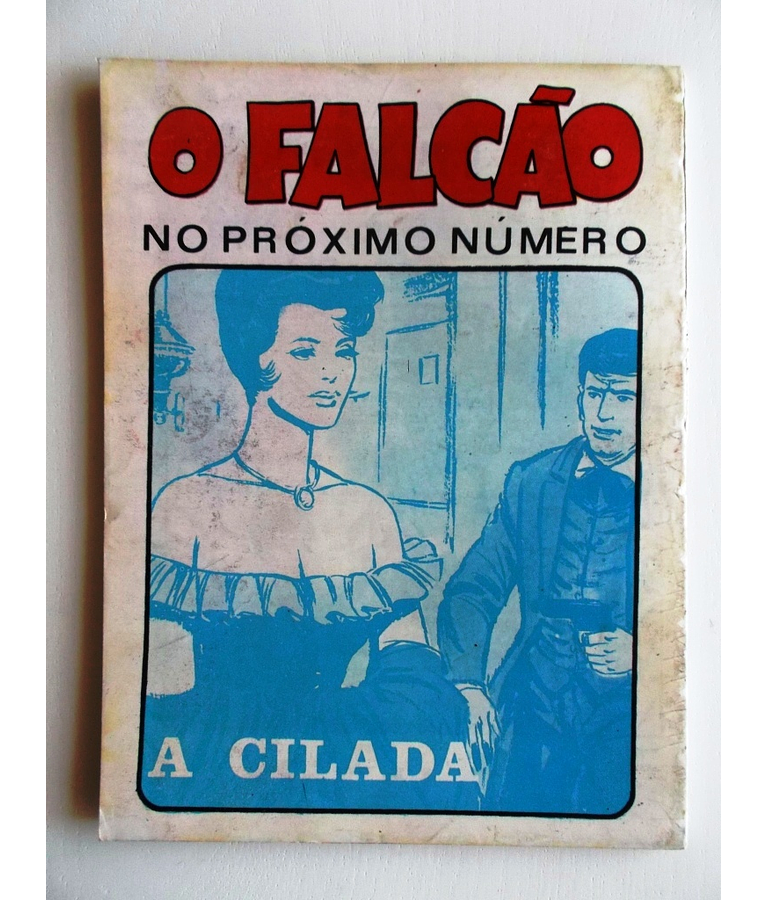 O FALCÃO
NO PRÓXIMO NÚMERO
A CILADA